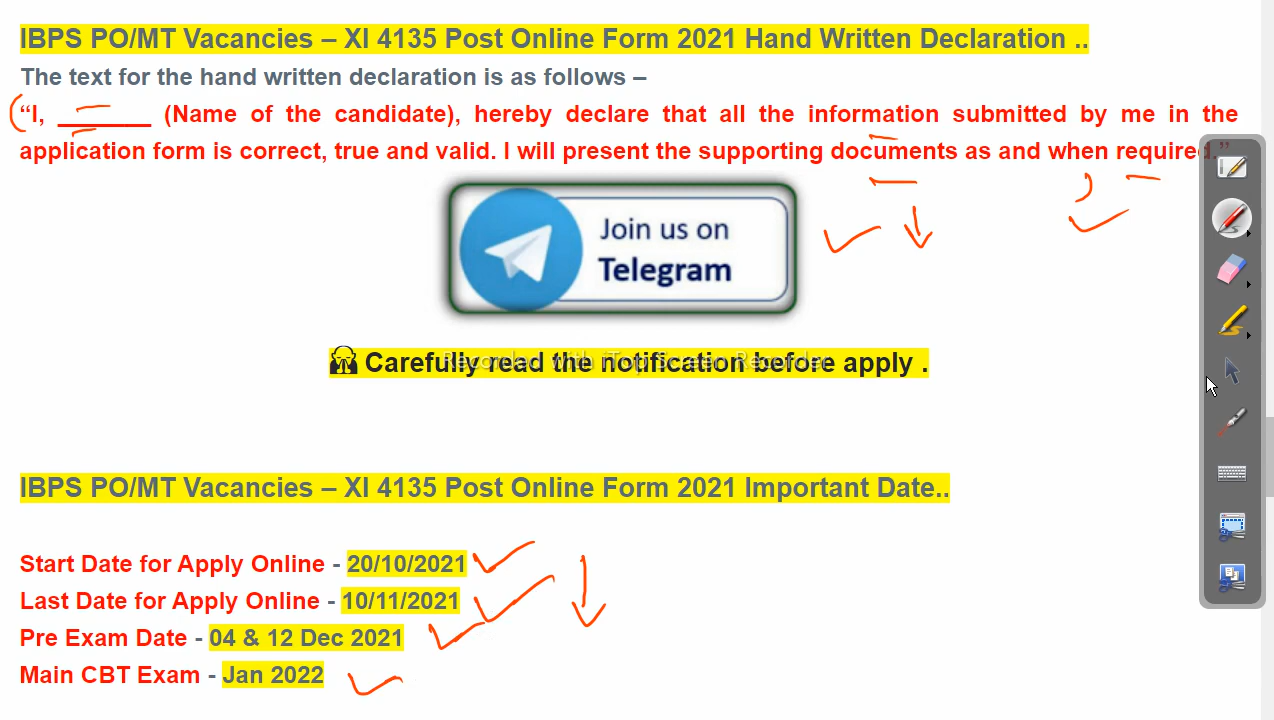 IBPS PO/MT Vacancies – XI 4135 Post Online Form 2021 Hand Written Declaration ..
The text for the hand written declaration is as follows –
“I, _______ (Name of the candidate), hereby declare that all the information submitted by me in the
application form is correct, true and valid. I will present the supporting documents as and when required.”
Join us on
Telegram
Carefully read the notification before apply .
Recorded with iTop Screen Recorder
IBPS PO/MT Vacancies – XI 4135 Post Online Form 2021 Important Date..
Start Date for Apply Online - 20/10/2021
Last Date for Apply Online - 10/11/2021
Pre Exam Date - 04 & 12 Dec 2021
Main CBT Exam - Jan 2022